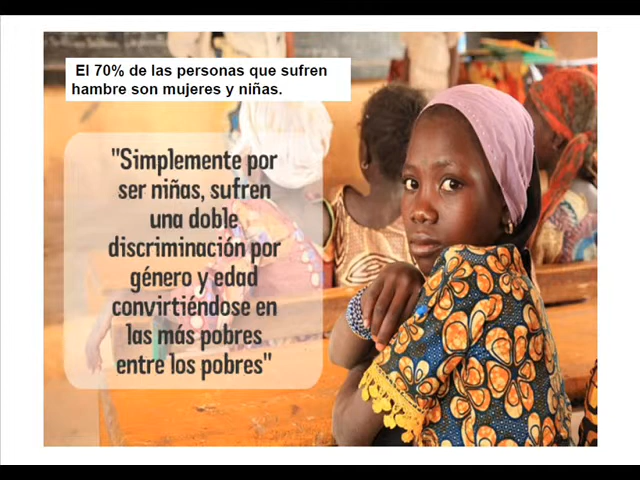 El 70% de las personas que sufren
hambre son mujeres y niñas.
"Simplemente por
ser niñas, sufren
una doble
discriminación por
género y edad
convirtiéndose en
las más pobres
entre los pobres"